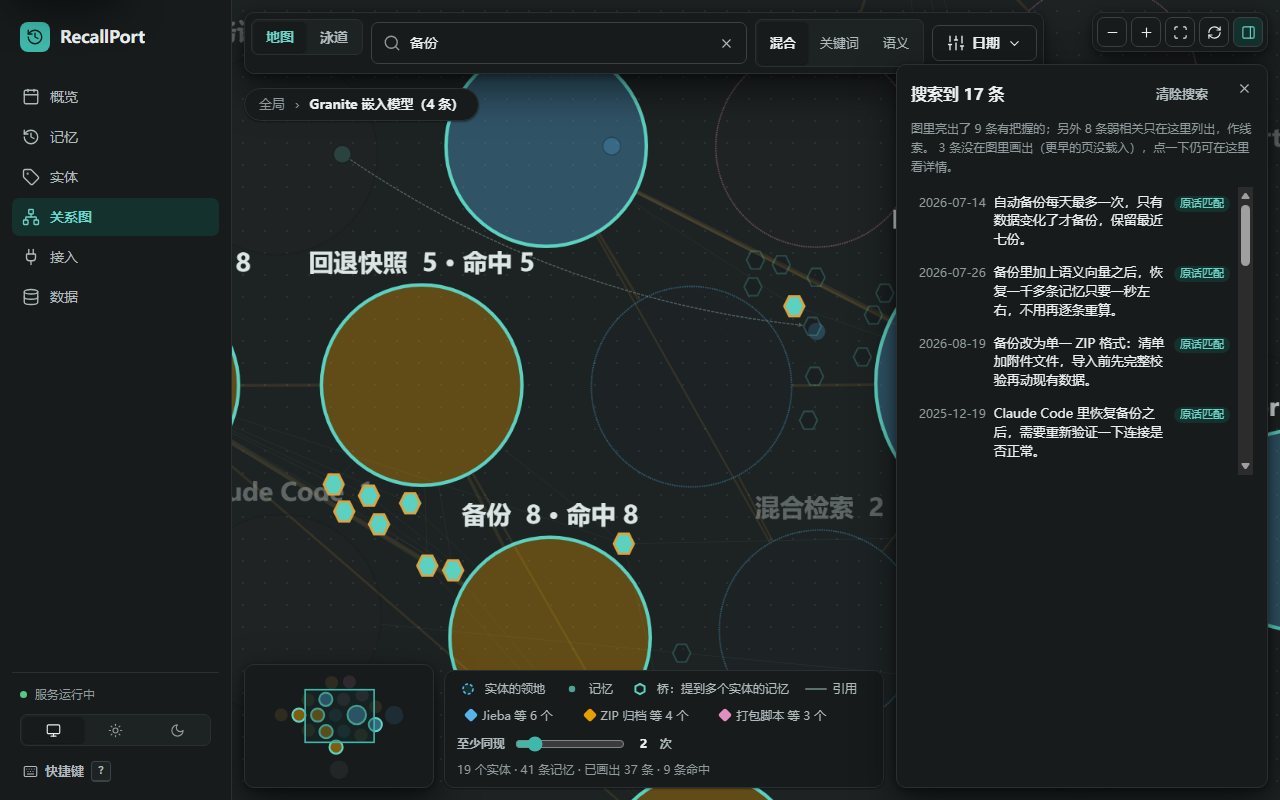 RecallPort
概览
记忆
实体
关系图
接入
数据
服务运行中
快捷键 ?
地图 泳道
备份
混合 关键词 语义
日期
全局 › Granite 嵌入模型（4 条）
8
回退快照 5 · 命中 5
ude Cod
备份 8 · 命中 8
混合检索 2
实体的领地 记忆 桥：提到多个实体的记忆 引用
Jieba 等 6 个 ZIP 归档 等 4 个 打包脚本 等 3 个
至少同现 2 次
19 个实体 · 41 条记忆 · 已画出 37 条 · 9 条命中
搜索到 17 条 清除搜索
图里亮出了 9 条有把握的；另外 8 条弱相关只在这里列出，作线
索。 3 条没在图里画出（更早的页没载入），点一下仍可在这里
看详情。
2026-07-14 自动备份每天最多一次，只有 原话匹配
数据变化了才备份，保留最近
七份。
2026-07-26 备份里加上语义向量之后，恢 原话匹配
复一千多条记忆只要一秒左
右，不用再逐条重算。
2026-08-19 备份改为单一 ZIP 格式：清单 原话匹配
加附件文件，导入前先完整校
验再动现有数据。
2025-12-19 Claude Code 里恢复备份之 原话匹配
后，需要重新验证一下连接是
否正常。